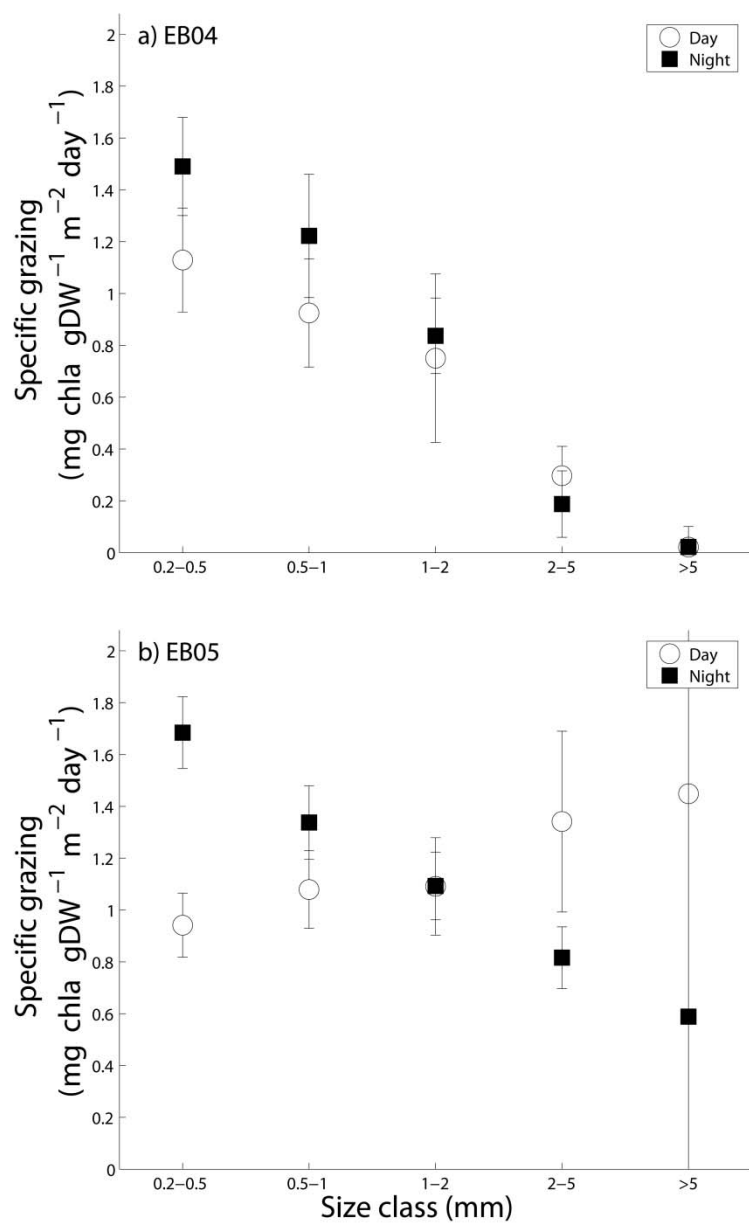 a) EB04
Day
Night
Specific grazing
(mg chla gDW⁻¹ m⁻² day⁻¹)
2
1.8
1.6
1.4
1.2
1
0.8
0.6
0.4
0.2
0
0.2−0.5 0.5−1 1−2 2−5 >5
b) EB05
Day
Night
Specific grazing
(mg chla gDW⁻¹ m⁻² day⁻¹)
2
1.8
1.6
1.4
1.2
1
0.8
0.6
0.4
0.2
0
0.2−0.5 0.5−1 1−2 2−5 >5
Size class (mm)